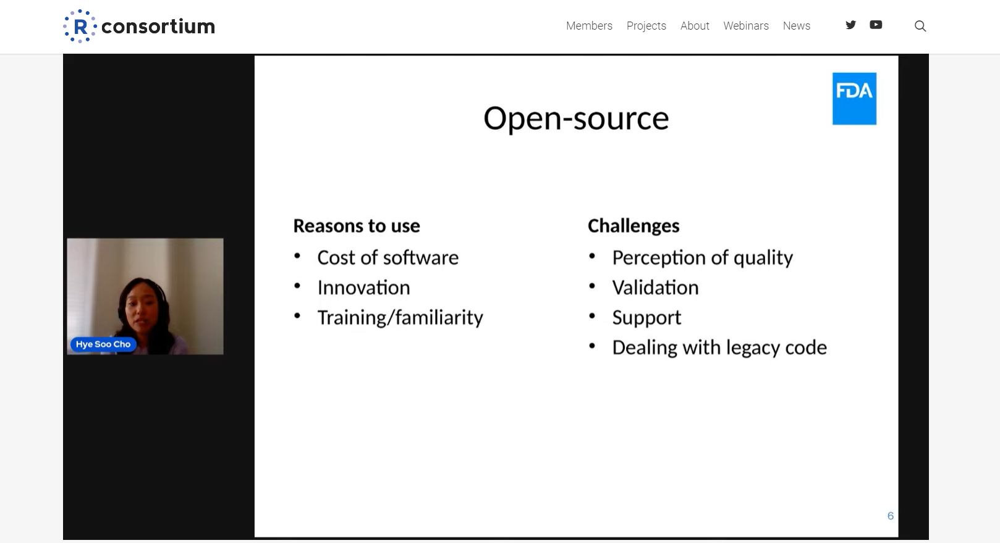 R consortium
Members Projects About Webinars News
FDA
Open-source
Reasons to use
• Cost of software
• Innovation
• Training/familiarity
Challenges
• Perception of quality
• Validation
• Support
• Dealing with legacy code
Hye Soo Cho
6